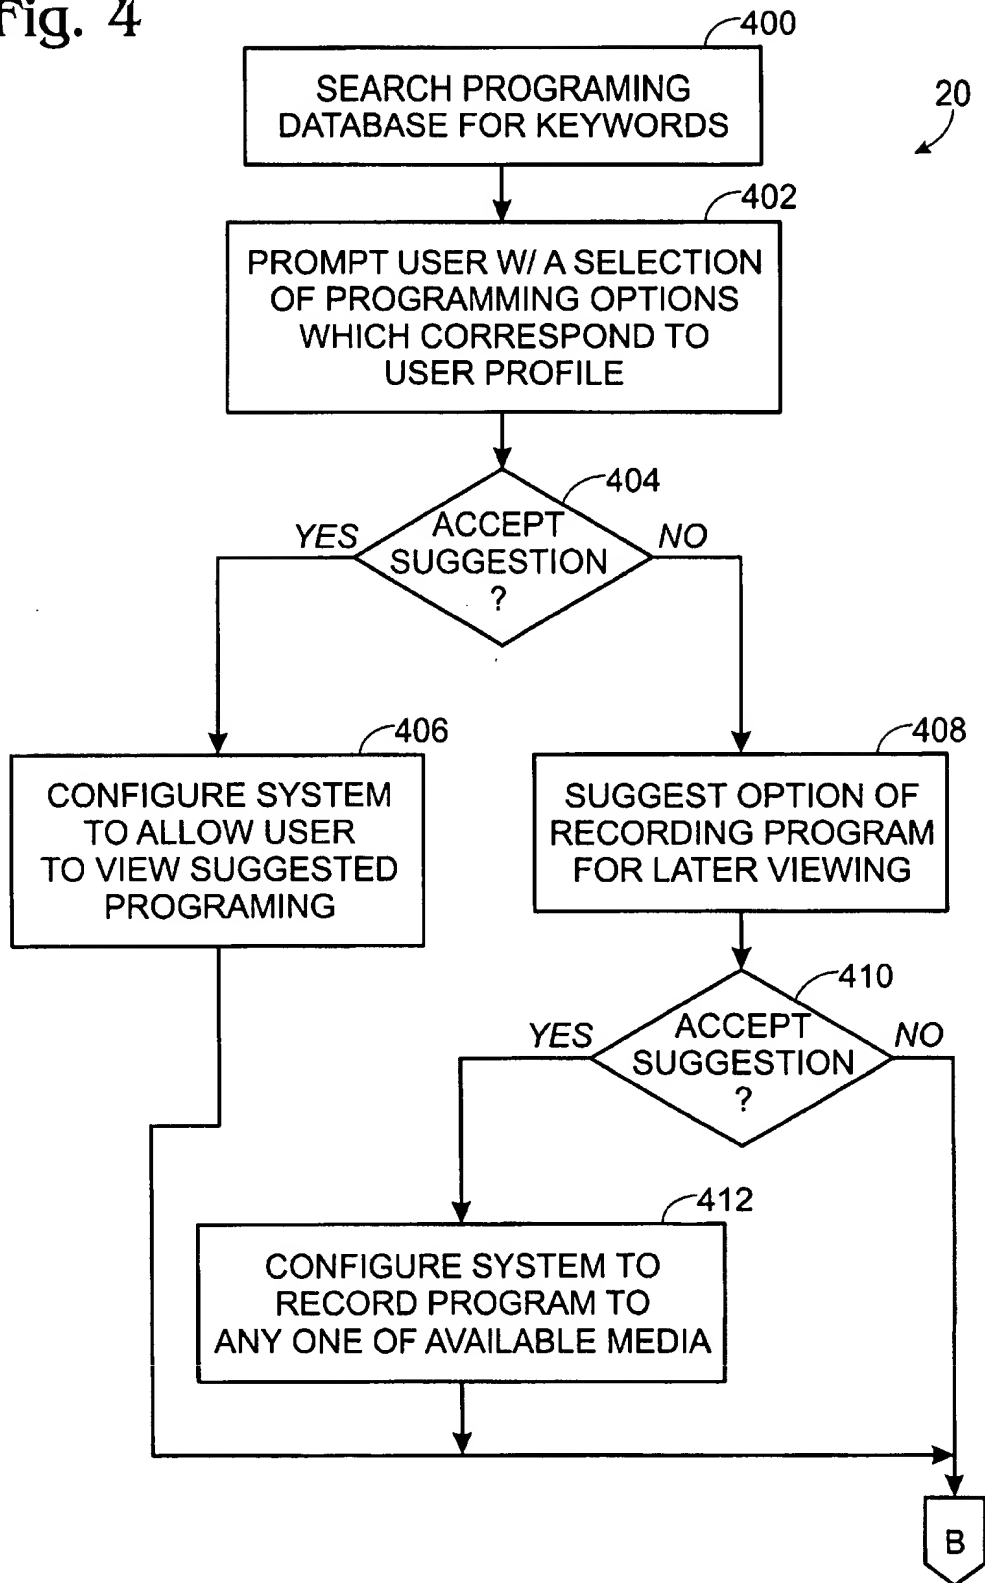 Fig. 4
400
SEARCH PROGRAMING
DATABASE FOR KEYWORDS
20
402
PROMPT USER W/ A SELECTION
OF PROGRAMMING OPTIONS
WHICH CORRESPOND TO
USER PROFILE
404
YES
ACCEPT
SUGGESTION
?
NO
406
CONFIGURE SYSTEM
TO ALLOW USER
TO VIEW SUGGESTED
PROGRAMING
408
SUGGEST OPTION OF
RECORDING PROGRAM
FOR LATER VIEWING
410
YES
ACCEPT
SUGGESTION
?
NO
412
CONFIGURE SYSTEM TO
RECORD PROGRAM TO
ANY ONE OF AVAILABLE MEDIA
B